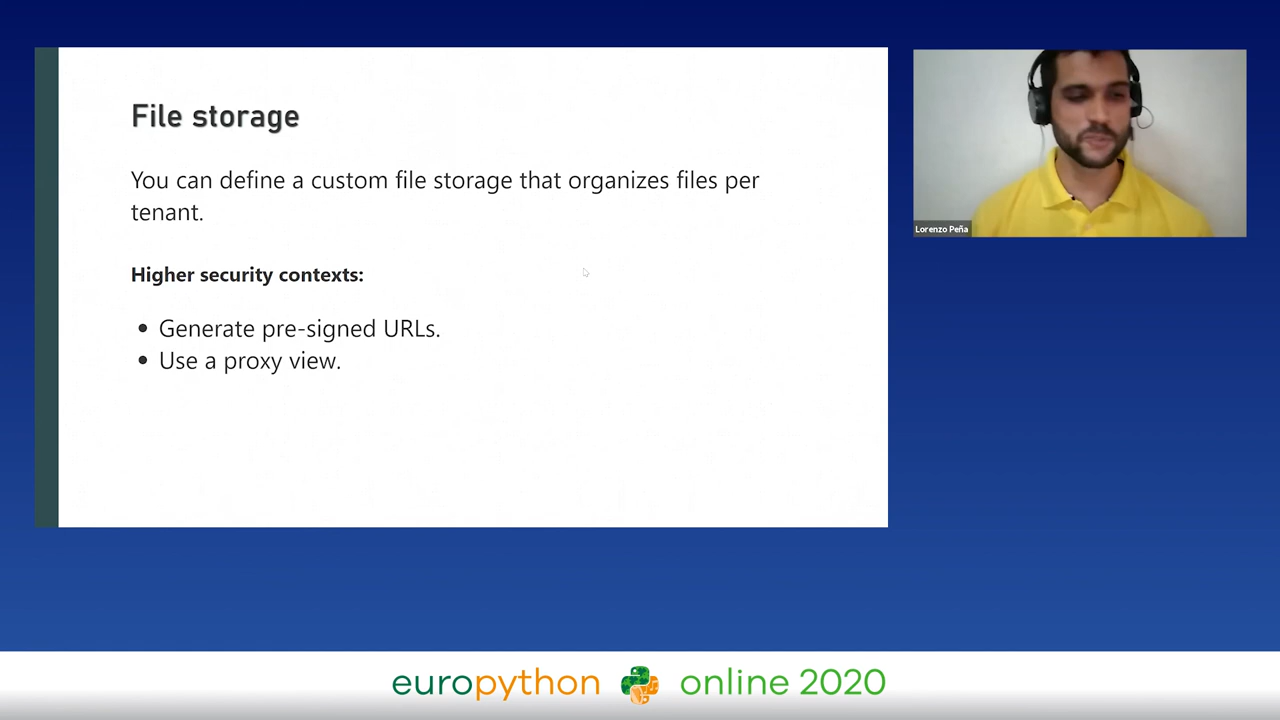 File storage
You can define a custom file storage that organizes files per
tenant.
Higher security contexts:
• Generate pre-signed URLs.
• Use a proxy view.
Lorenzo Peña
europython online 2020